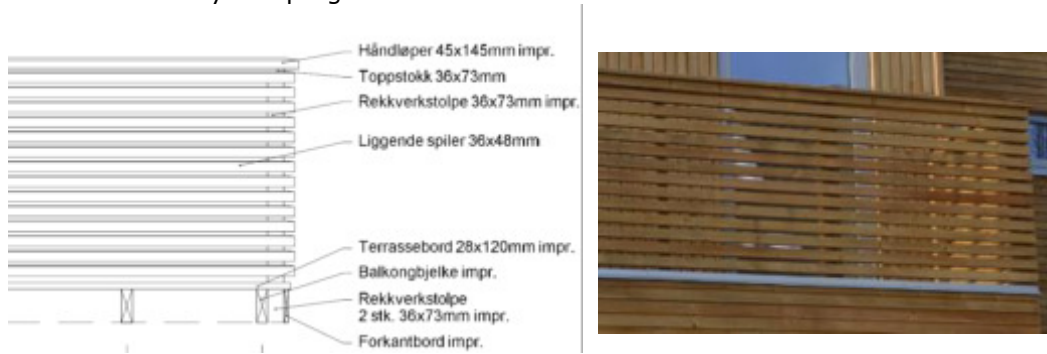 Håndløper 45x145mm impr.
Toppstokk 36x73mm
Rekkverkstolpe 36x73mm impr.
Liggende spiler 36x48mm
Terrassebord 28x120mm impr.
Balkongbjelke impr.
Rekkverkstolpe
2 stk. 36x73mm impr.
Forkantbord impr.